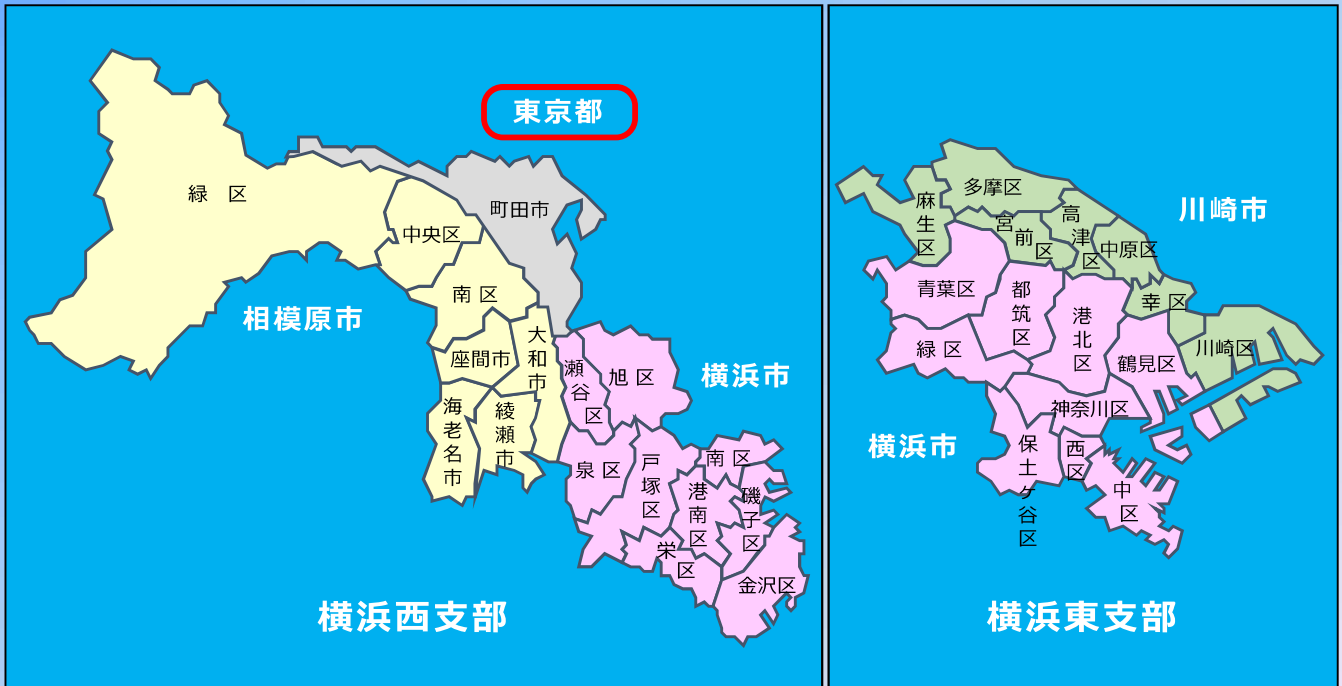 東京都
緑 区
町田市
中央区
南 区
相模原市
大和市
座間市
海老名市
綾瀬市
瀬谷区
旭 区
横浜市
泉 区
戸塚区
南 区
港南区
磯子区
栄区
金沢区
横浜西支部
多摩区
麻生区
宮前区
高津区
中原区
川崎市
青葉区
都筑区
港北区
幸 区
緑 区
鶴見区
川崎区
神奈川区
横浜市
保土ヶ谷区
西区
中区
横浜東支部